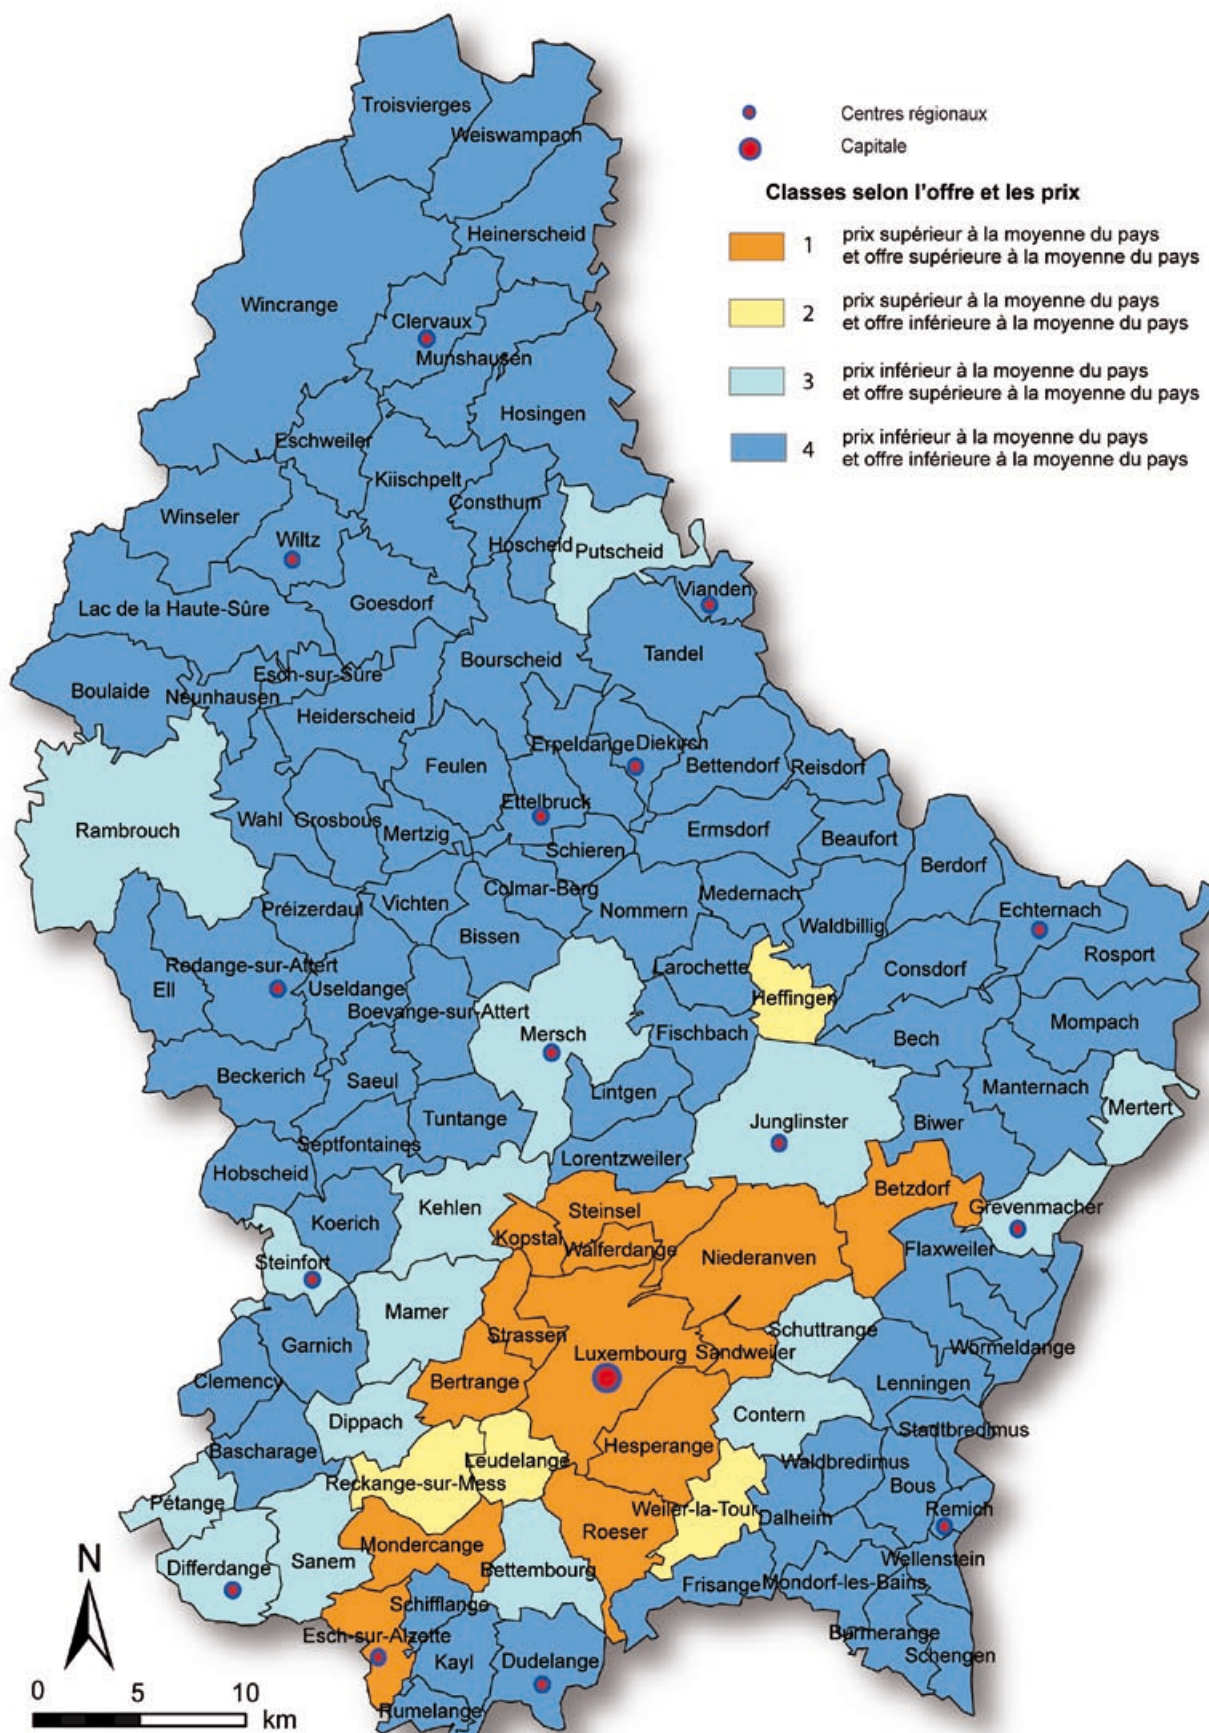 Centres régionaux
Capitale
Classes selon l'offre et les prix
1 prix supérieur à la moyenne du pays
et offre supérieure à la moyenne du pays
2 prix supérieur à la moyenne du pays
et offre inférieure à la moyenne du pays
3 prix inférieur à la moyenne du pays
et offre supérieure à la moyenne du pays
4 prix inférieur à la moyenne du pays
et offre inférieure à la moyenne du pays
Troisvierges
Weiswampach
Heinerscheid
Wincrange
Clervaux
Munshausen
Hosingen
Eschweiler
Kiischpelt
Consthum
Winseler
Wiltz
Hoscheid
Putscheid
Vianden
Lac de la Haute-Sûre
Goesdorf
Tandel
Bourscheid
Esch-sur-Sûre
Boulaide
Neunhausen
Heiderscheid
Erpeldange
Diekirch
Feulen
Bettendorf
Reisdorf
Ettelbruck
Rambrouch
Wahl
Grosbous
Mertzig
Ermsdorf
Beaufort
Schieren
Berdorf
Colmar-Berg
Medernach
Préizerdaul
Vichten
Nommern
Echternach
Waldbillig
Bissen
Rosport
Redange-sur-Attert
Larochette
Consdorf
Ell
Useldange
Heffingen
Boevange-sur-Attert
Mompach
Mersch
Fischbach
Bech
Beckerich
Saeul
Manternach
Lintgen
Mertert
Tuntange
Junglinster
Biwer
Septfontaines
Lorentzweiler
Hobscheid
Betzdorf
Kehlen
Steinsel
Grevenmacher
Koerich
Kopstal
Walferdange
Niederanven
Flaxweiler
Steinfort
Mamer
Schuttrange
Strassen
Garnich
Wormeldange
Luxembourg
Sandweiler
Clemency
Bertrange
Lenningen
Dippach
Contern
Stadtbredimus
Hesperange
Bascharage
Leudelange
Waldbredimus
Reckange-sur-Mess
Bous
Pétange
Weiler-la-Tour
Remich
Dalheim
Roeser
Mondercange
Sanem
Wellenstein
Differdange
Bettembourg
Frisange
Mondorf-les-Bains
Schifflange
Burmerange
Esch-sur-Alzette
Schengen
Kayl
Dudelange
Rumelange
N
0 5 10
km